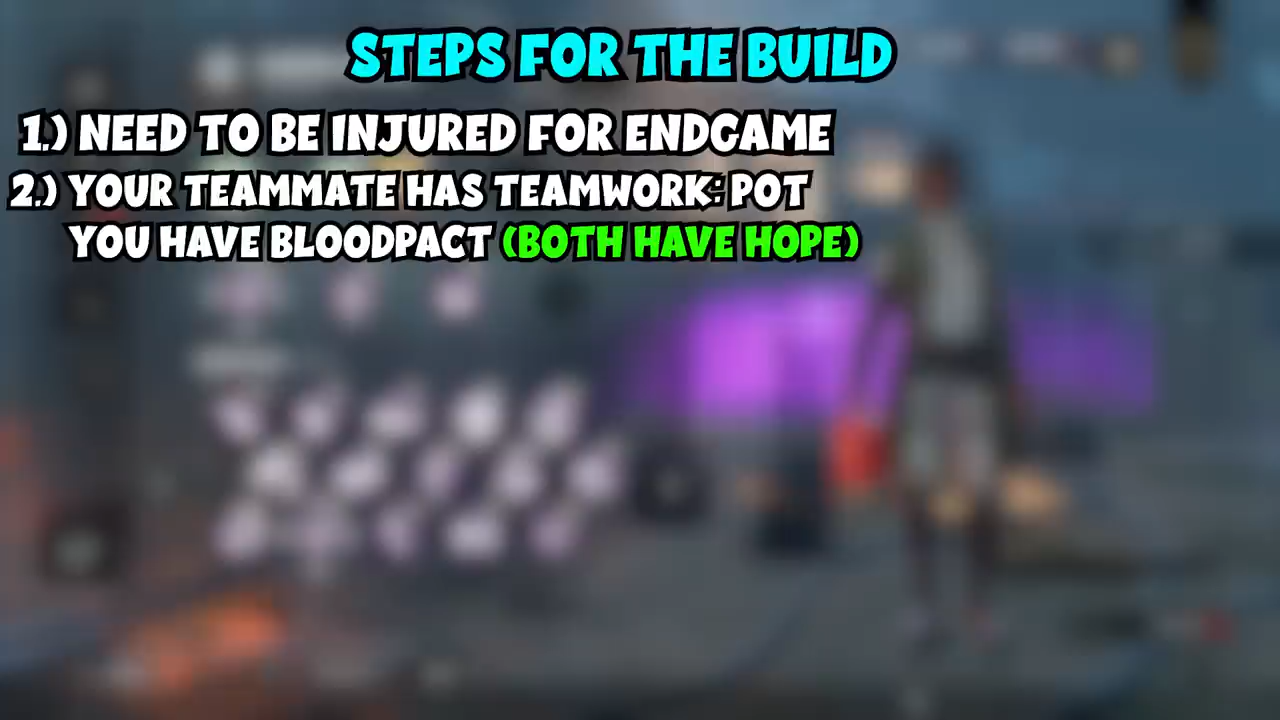 STEPS FOR THE BUILD
1.) NEED TO BE INJURED FOR ENDGAME
2.) YOUR TEAMMATE HAS TEAMWORK: POT
YOU HAVE BLOODPACT (BOTH HAVE HOPE)